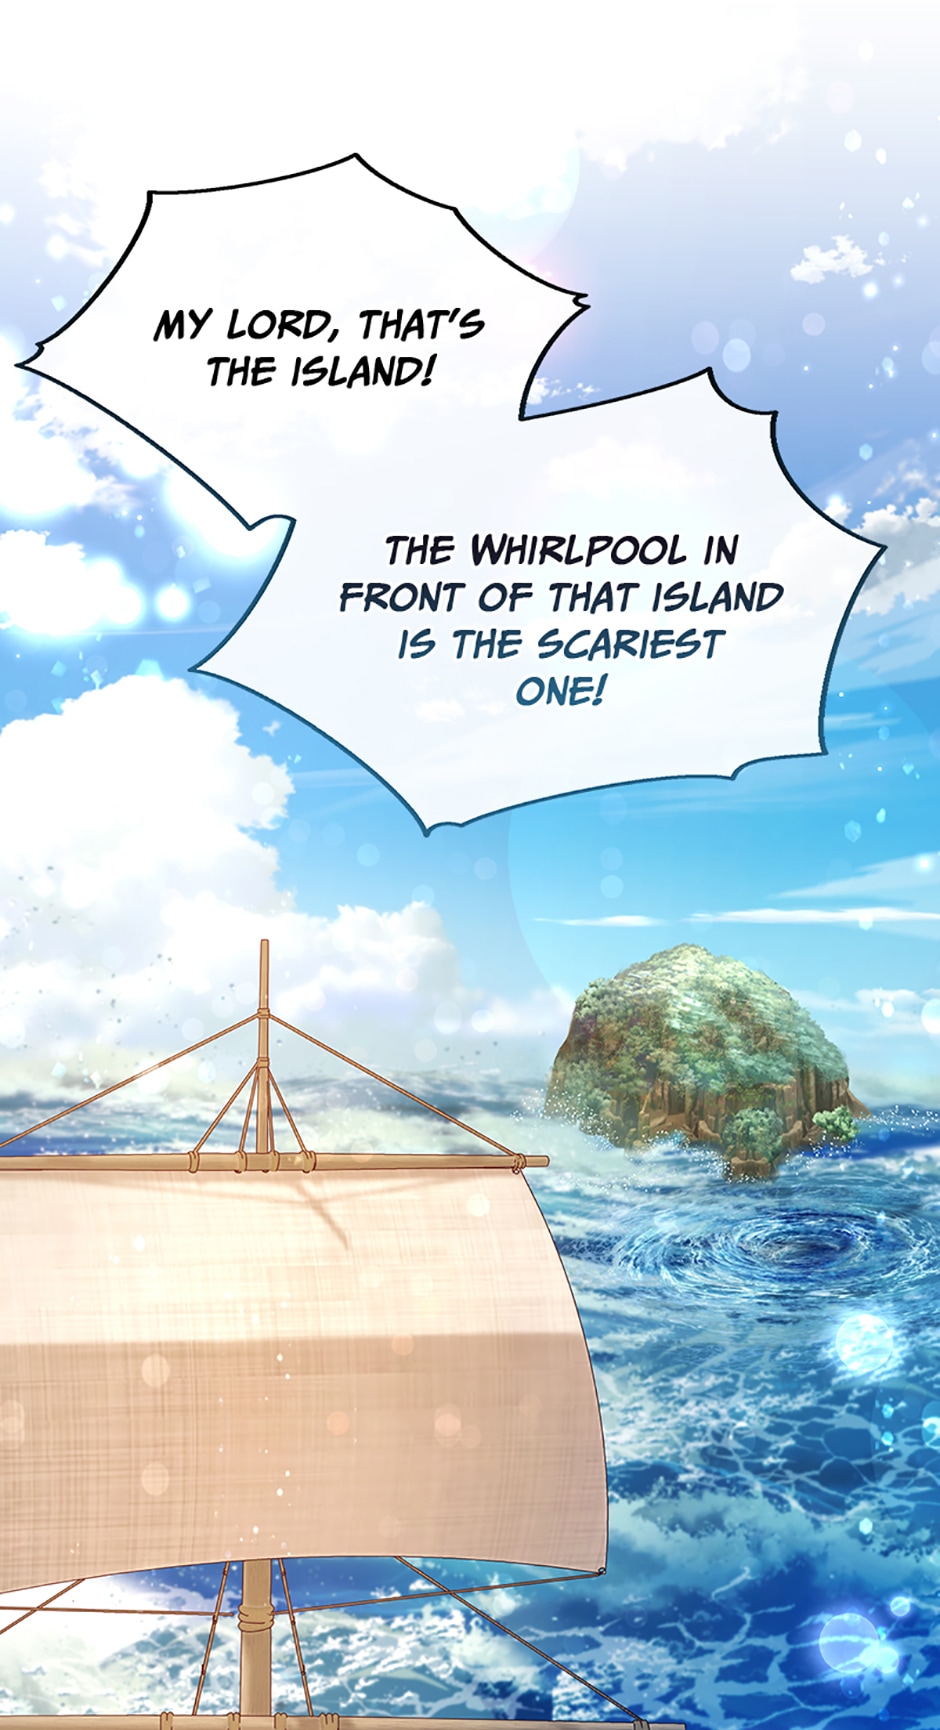 MY LORD, THAT'S
THE ISLAND!
THE WHIRLPOOL IN
FRONT OF THAT ISLAND
IS THE SCARIEST
ONE!